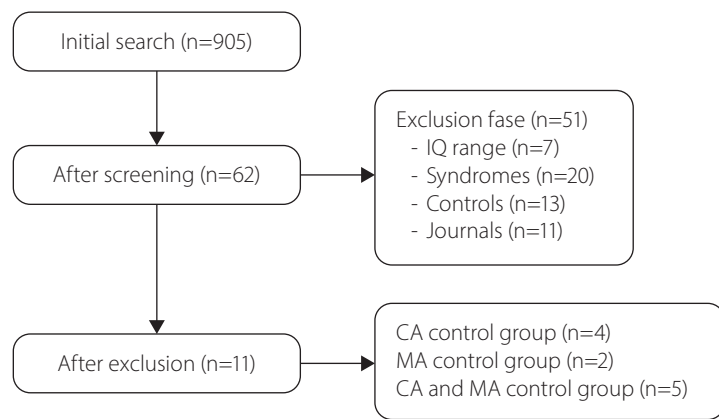 Initial search (n=905)
After screening (n=62)
Exclusion fase (n=51)
- IQ range (n=7)
- Syndromes (n=20)
- Controls (n=13)
- Journals (n=11)
After exclusion (n=11)
CA control group (n=4)
MA control group (n=2)
CA and MA control group (n=5)